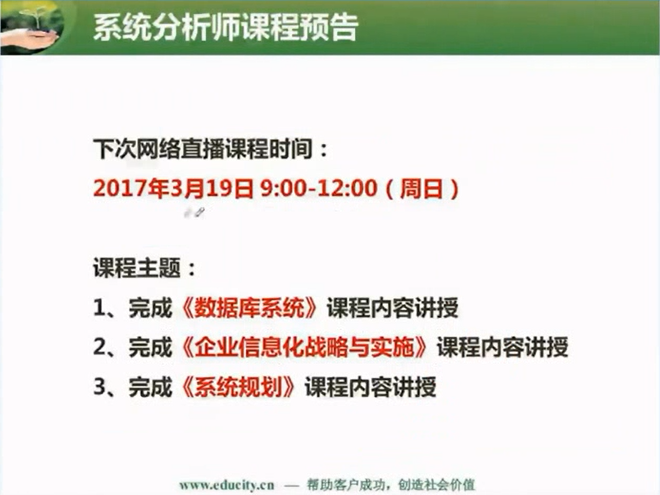 系统分析师课程预告
下次网络直播课程时间：
2017年3月19日 9:00-12:00（周日）
课程主题：
1、完成《数据库系统》课程内容讲授
2、完成《企业信息化战略与实施》课程内容讲授
3、完成《系统规划》课程内容讲授
www.educity.cn — 帮助客户成功，创造社会价值